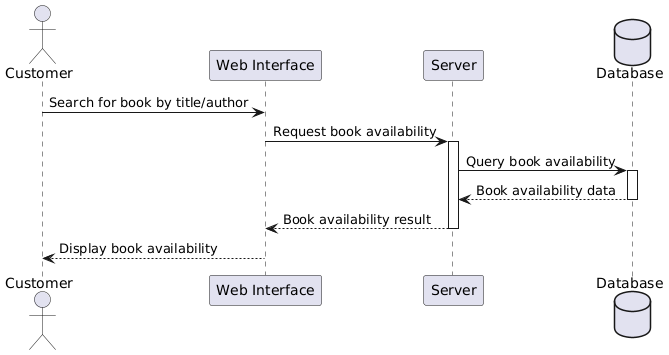 Customer
Web Interface
Server
Database
Search for book by title/author
Request book availability
Query book availability
Book availability data
Book availability result
Display book availability
Customer
Web Interface
Server
Database